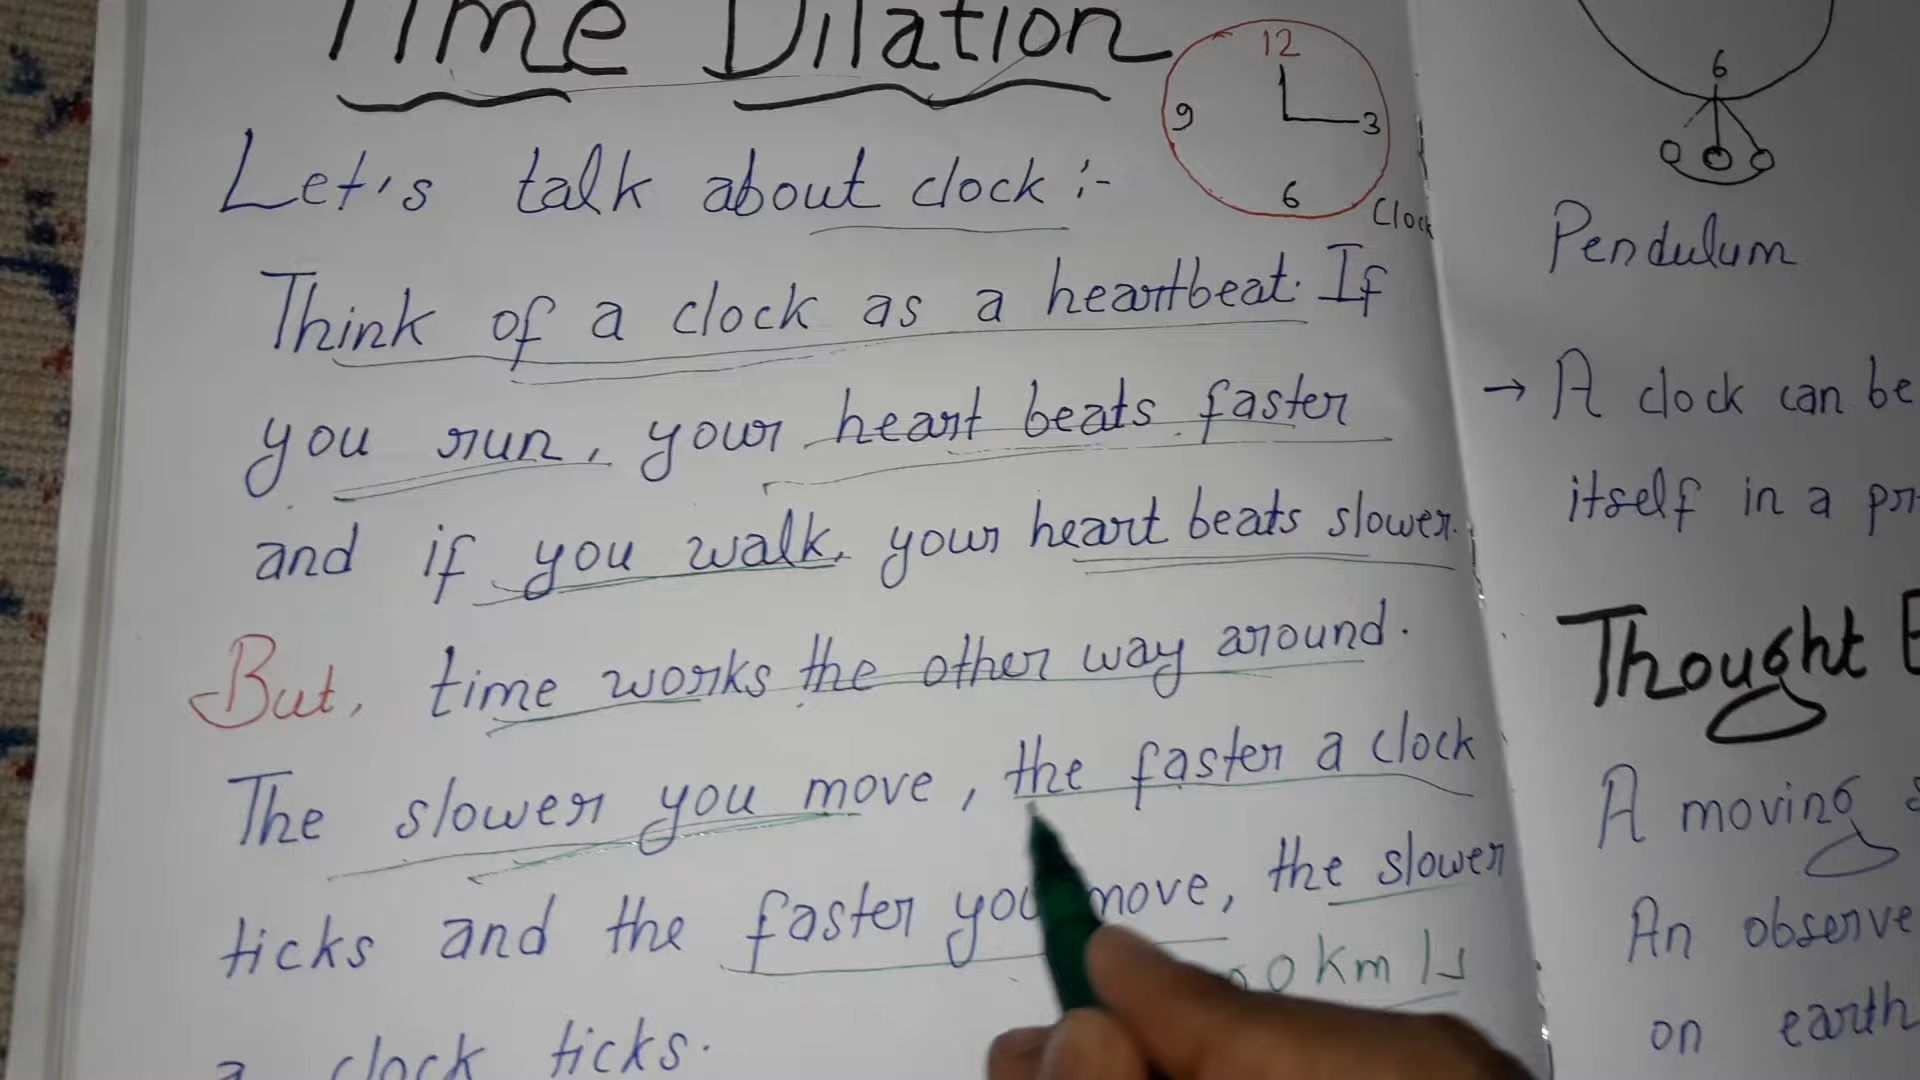 Time Dilation
12
9
3
6
Clock
Let's talk about clock :-
Think of a clock as a heartbeat. If
you run, your heart beats faster
and if you walk, your heart beats slower.
But, time works the other way around.
The slower you move, the faster a clock
ticks and the faster you move, the slower
0 km/s
a clock ticks.
6
Pendulum
→ A clock can be
itself in a
Thought
A moving
An
on earth